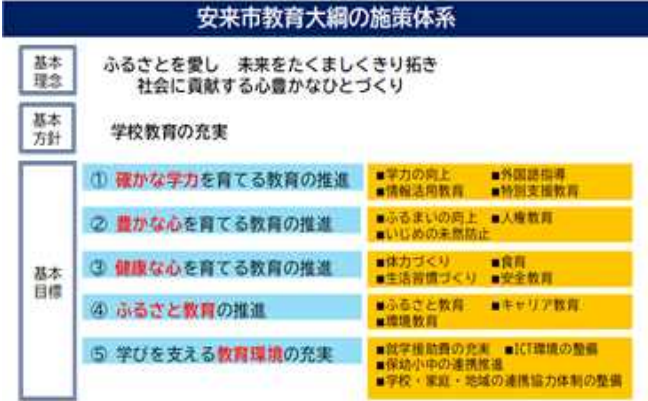 安来市教育大綱の施策体系
基本
理念
ふるさとを愛し 未来をたくましくきり拓き
社会に貢献する心豊かなひとづくり
基本
方針
学校教育の充実
基本
目標
① 確かな学力を育てる教育の推進
■学力の向上 ■外国語指導
■情報活用教育 ■特別支援教育
② 豊かな心を育てる教育の推進
■ふるまいの向上 ■人権教育
■いじめの未然防止
③ 健康な心を育てる教育の推進
■体力づくり ■食育
■生活習慣づくり ■安全教育
④ ふるさと教育の推進
■ふるさと教育 ■キャリア教育
■環境教育
⑤ 学びを支える教育環境の充実
■就学援助費の充実 ■ICT環境の整備
■保幼小中の連携推進
■学校・家庭・地域の連携協力体制の整備